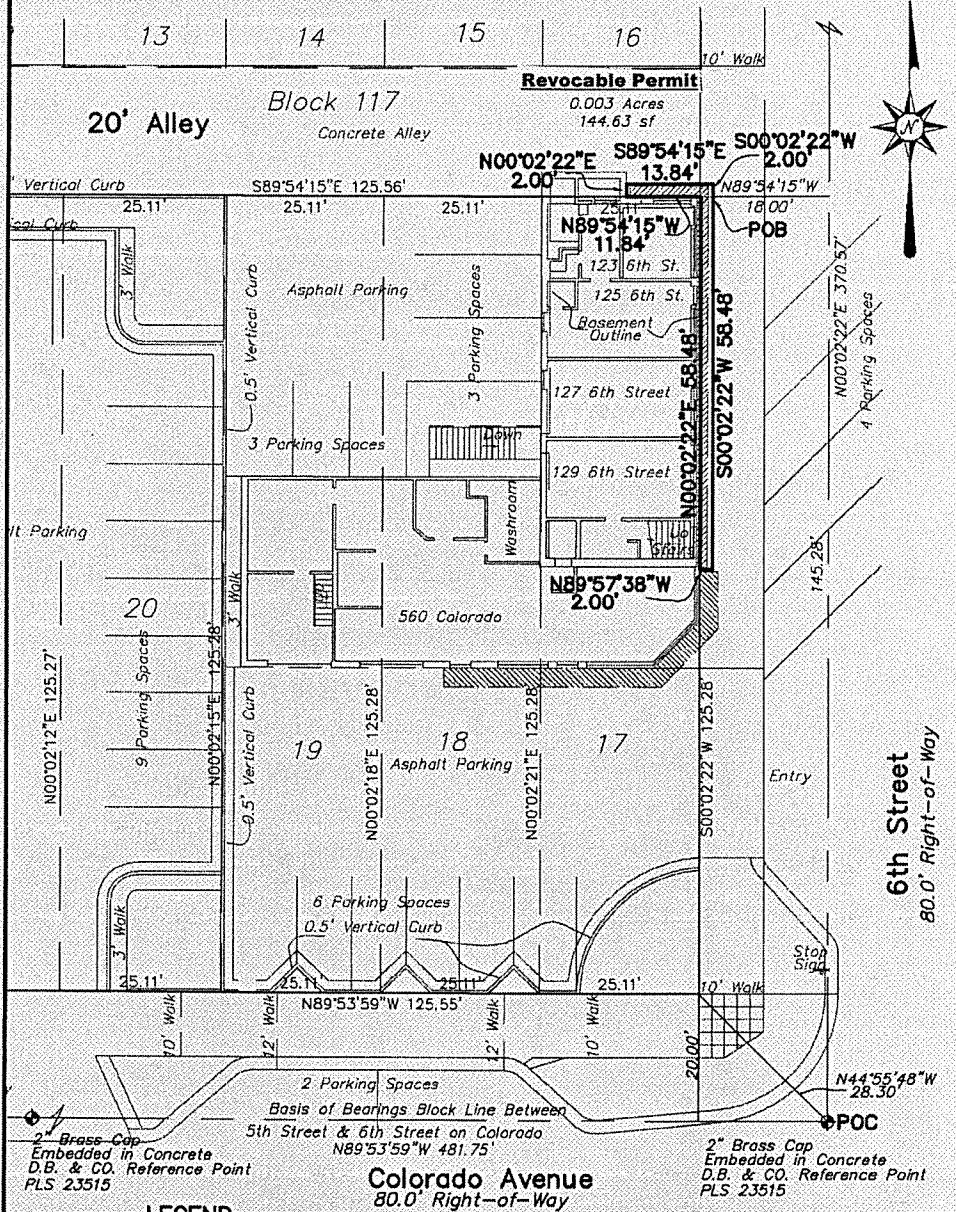 13
14
15
16
10' Walk
Revocable Permit
0.003 Acres
144.63 sf
Block 117
20' Alley
Concrete Alley
S89°54'15"E
13.84'
S00°02'22"W
2.00'
N00°02'22"E
2.00'
N
Vertical Curb
S89°54'15"E 125.56'
N89°54'15"W
18.00'
25.11'
25.11'
25.11'
25.11'
POB
N89°54'15"W
11.84'
Curb
3' Walk
123 6th St.
125 6th St.
Basement
Outline
Asphalt Parking
0.5' Vertical Curb
3 Parking Spaces
N00°02'22"E 58.48'
S00°02'22"W 58.48'
N00°02'22"E 370.57'
4 Parking Spaces
127 6th Street
3 Parking Spaces
Down
129 6th Street
Washroom
Up
Stairs
lt Parking
N89°57'38"W
2.00'
3' Walk
Up
560 Colorado
145.28'
20
9 Parking Spaces
N00°02'12"E 125.27'
N00°02'15"E 125.28'
0.5' Vertical Curb
19
18
17
Asphalt Parking
N00°02'18"E 125.28'
N00°02'21"E 125.28'
S00°02'22"W 125.28'
Entry
6th Street
80.0' Right-of-Way
6 Parking Spaces
0.5' Vertical Curb
3' Walk
Stop
Sign
25.11'
25.11'
25.11'
25.11'
10' Walk
N89°53'59"W 125.55'
10' Walk
12' Walk
12' Walk
10' Walk
20.00'
N44°55'48"W
28.30'
2 Parking Spaces
Basis of Bearings Block Line Between
5th Street & 6th Street on Colorado
N89°53'59"W 481.75'
POC
2" Brass Cap
Embedded in Concrete
D.B. & CO. Reference Point
PLS 23515
2" Brass Cap
Embedded in Concrete
D.B. & CO. Reference Point
PLS 23515
Colorado Avenue
80.0' Right-of-Way
LEGEND